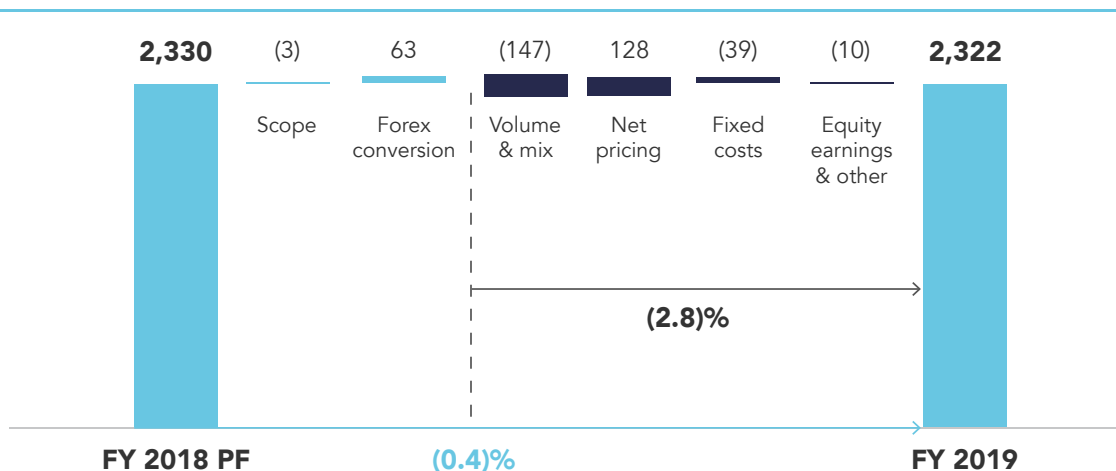 2,330 (3) 63 (147) 128 (39) (10) 2,322
Scope
Forex
conversion
Volume
& mix
Net
pricing
Fixed
costs
Equity
earnings
& other
(2.8)%
FY 2018 PF (0.4)% FY 2019